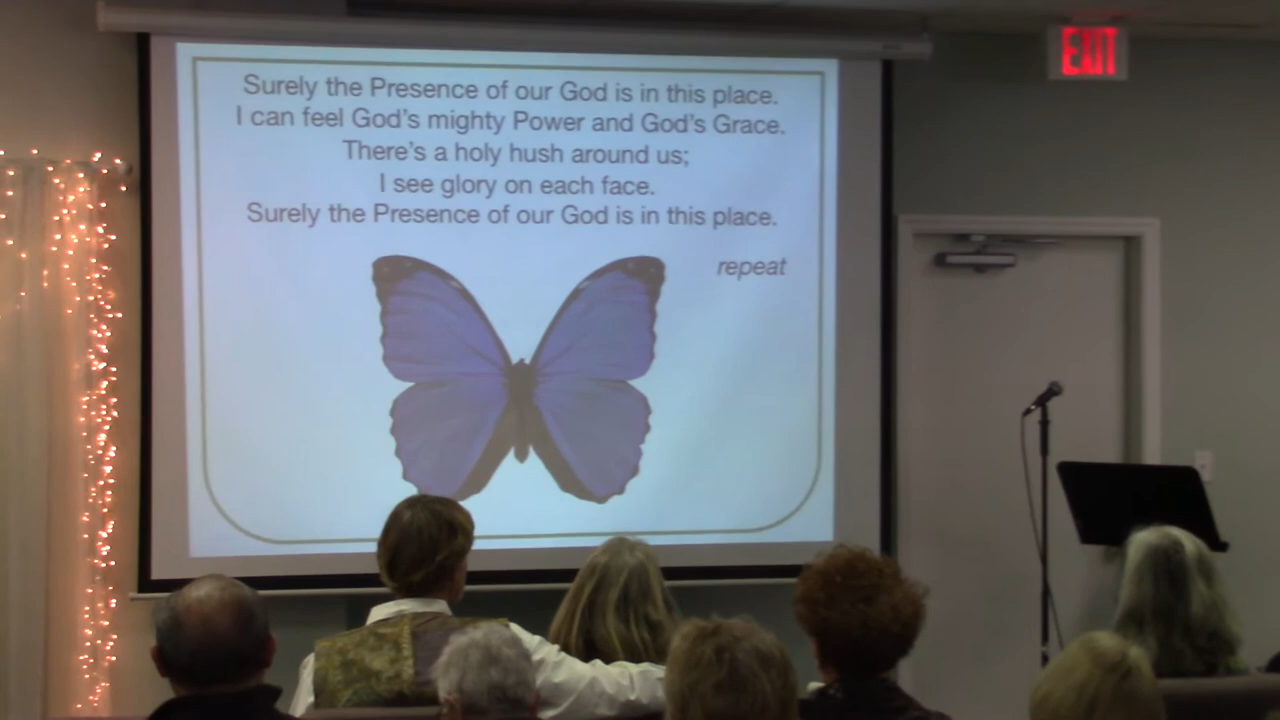 Surely the Presence of our God is in this place.
I can feel God's mighty Power and God's Grace.
There's a holy hush around us;
I see glory on each face.
Surely the Presence of our God is in this place.
repeat
EXIT